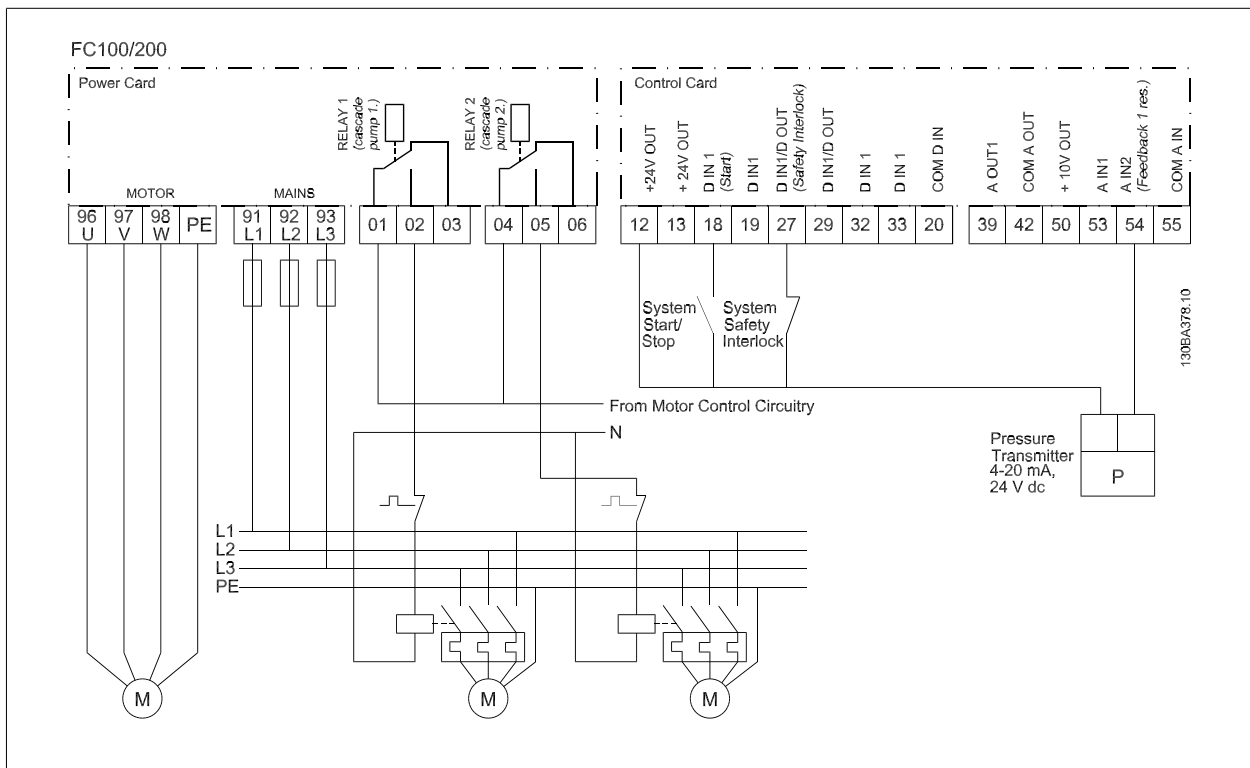 FC100/200
Power Card
Control Card
RELAY 1
(cascade
pump 1.)
RELAY 2
(cascade
pump 2.)
+24V OUT
+ 24V OUT
D IN 1
(Start)
D IN1
D IN1/D OUT
(Safety Interlock)
D IN1/D OUT
D IN 1
D IN 1
COM D IN
A OUT1
COM A OUT
+ 10V OUT
A IN1
A IN2
(Feedback 1 res.)
COM A IN
MOTOR
MAINS
96 97 98 PE
U V W
91 92 93
L1 L2 L3
01 02 03
04 05 06
12 13 18 19 27 29 32 33 20
39 42 50 53 54 55
130BA378.10
System
Start/
Stop
System
Safety
Interlock
From Motor Control Circuitry
N
Pressure
Transmitter
4-20 mA,
24 V dc
P
L1
L2
L3
PE
M
M
M